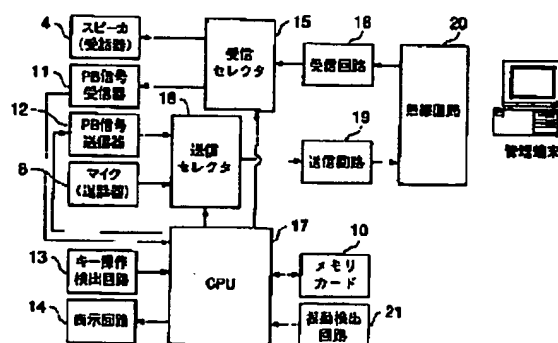 4
スピーカ
(受話器)
11
PB信号
受信器
12
PB信号
送信器
8
マイク
(送話器)
15
受信
セレクタ
18
受信回路
20
無線回路
管理端末
16
送信
セレクタ
19
送信回路
17
CPU
13
キー操作
検出回路
14
表示回路
10
メモリ
カード
振動検出
回路
21